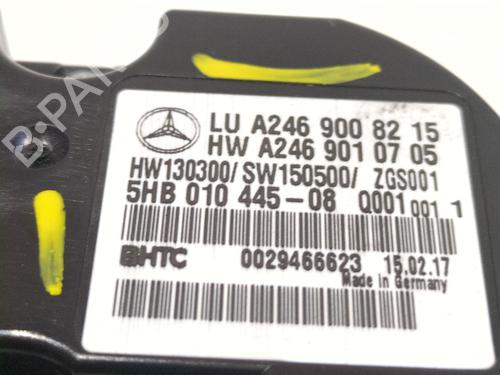 B-PARTS
LU A246 900 82 15
HW A246 901 07 05
HW130300/SW150500/ ZGS001
5HB 010 445-08 Q001 001 1
BHTC 0029466623 15.02.17
Made in Germany